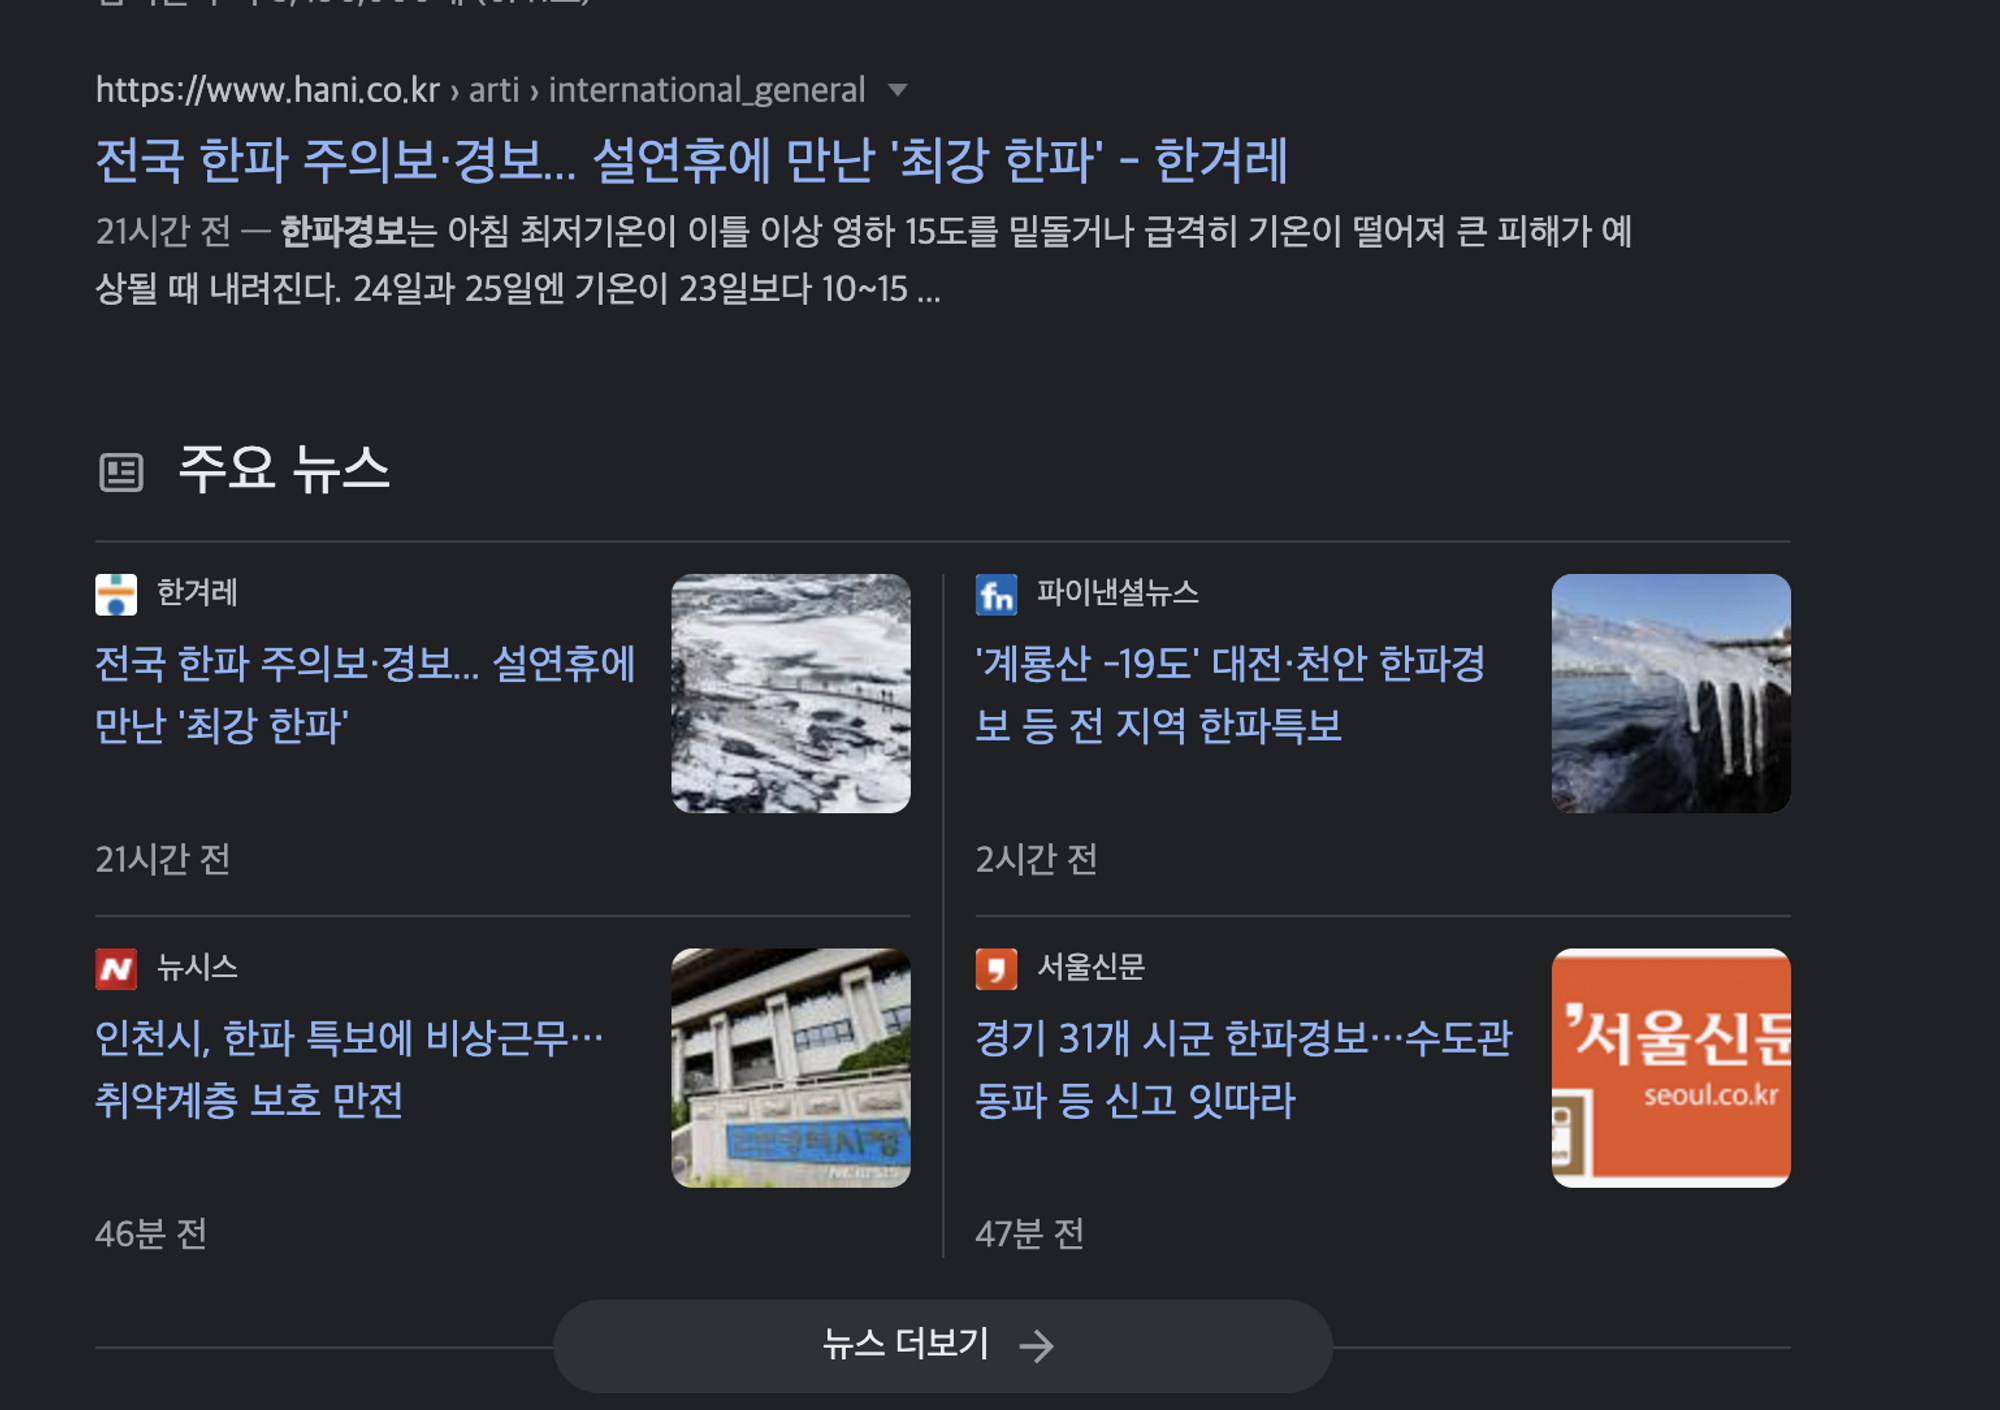 https://www.hani.co.kr › arti › international_general
전국 한파 주의보·경보... 설연휴에 만난 '최강 한파' - 한겨레
21시간 전 — 한파경보는 아침 최저기온이 이틀 이상 영하 15도를 밑돌거나 급격히 기온이 떨어져 큰 피해가 예
상될 때 내려진다. 24일과 25일엔 기온이 23일보다 10~15 ...
주요 뉴스
한겨레
전국 한파 주의보·경보... 설연휴에
만난 '최강 한파'
21시간 전
fn 파이낸셜뉴스
'계룡산 -19도' 대전·천안 한파경
보 등 전 지역 한파특보
2시간 전
N 뉴시스
인천시, 한파 특보에 비상근무…
취약계층 보호 만전
NEWSIS
46분 전
서울신문
경기 31개 시군 한파경보…수도관
동파 등 신고 잇따라
서울신문
seoul.co.kr
47분 전
뉴스 더보기 →